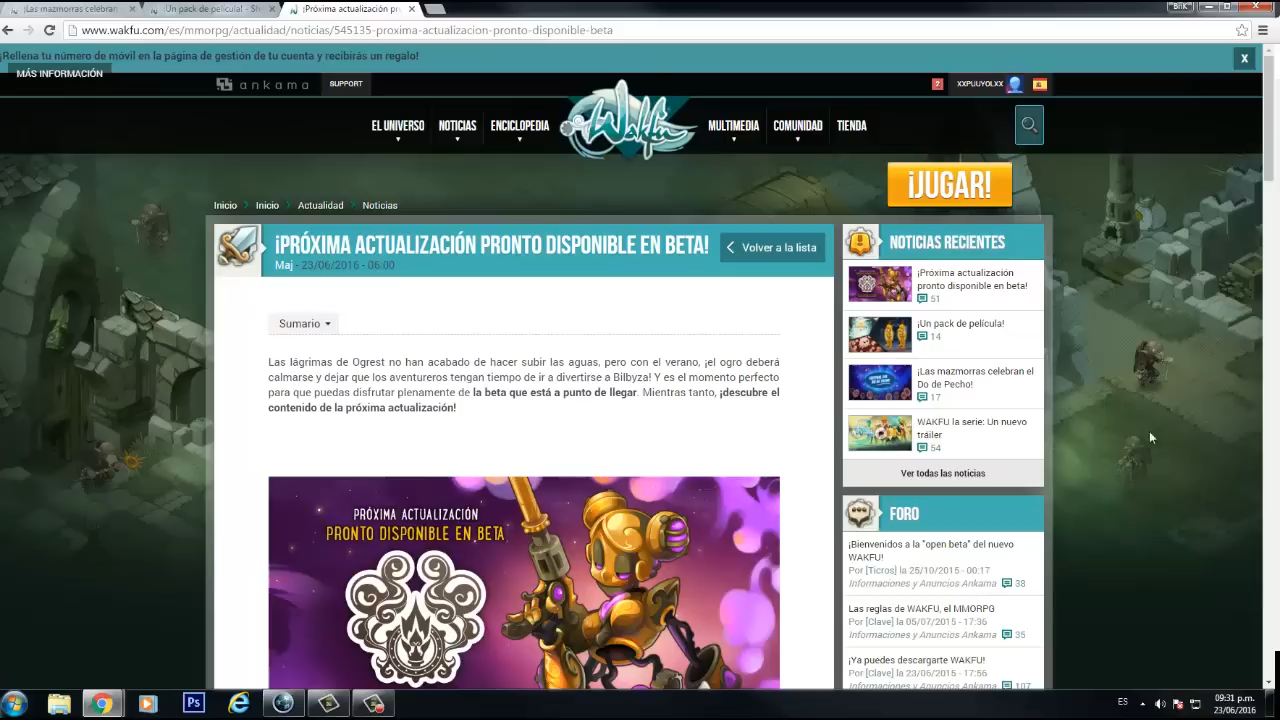 ¡Las mazmorras celebran
¡Un pack de película! - Sh
¡Próxima actualización pr
Brik
www.wakfu.com/es/mmorpg/actualidad/noticias/545135-proxima-actualizacion-pronto-disponible-beta
¡Rellena tu número de móvil en la página de gestión de tu cuenta y recibirás un regalo!
X
MÁS INFORMACIÓN
ankama
SUPPORT
2
XXPUUYOLXX
EL UNIVERSO
NOTICIAS
ENCICLOPEDIA
Wakfu
MULTIMEDIA
COMUNIDAD
TIENDA
¡JUGAR!
Inicio > Inicio > Actualidad > Noticias
¡PRÓXIMA ACTUALIZACIÓN PRONTO DISPONIBLE EN BETA!
Maj - 23/06/2016 - 06:00
Volver a la lista
Sumario
Las lágrimas de Ogrest no han acabado de hacer subir las aguas, pero con el verano, ¡el ogro deberá
calmarse y dejar que los aventureros tengan tiempo de ir a divertirse a Bilbyza! Y es el momento perfecto
para que puedas disfrutar plenamente de la beta que está a punto de llegar. Mientras tanto, ¡descubre el
contenido de la próxima actualización!
PRÓXIMA ACTUALIZACIÓN
PRONTO DISPONIBLE EN BETA
NOTICIAS RECIENTES
¡Próxima actualización
pronto disponible en beta!
51
¡Un pack de película!
14
¡Las mazmorras celebran el
Do de Pecho!
17
WAKFU la serie: Un nuevo
tráiler
54
Ver todas las noticias
FORO
¡Bienvenidos a la "open beta" del nuevo
WAKFU!
Por [Ticros] la 25/10/2015 - 00:17
Informaciones y Anuncios Ankama 38
Las reglas de WAKFU, el MMORPG
Por [Clave] la 05/07/2015 - 17:36
Informaciones y Anuncios Ankama 35
¡Ya puedes descargarte WAKFU!
Por [Clave] la 23/06/2015 - 17:56
Informaciones y Anuncios Ankama 107
Ps
ES
09:31 p.m.
23/06/2016